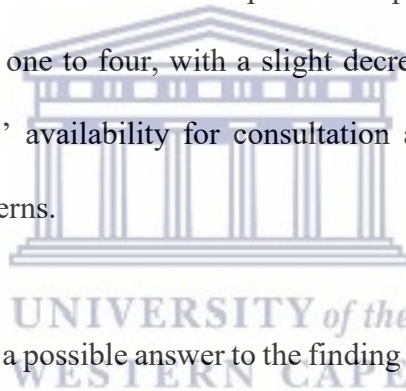 one to four, with a slight decre
’ availability for consultation a
erns.
UNIVERSITY of the
a possible answer to the finding
WESTERN CAPE